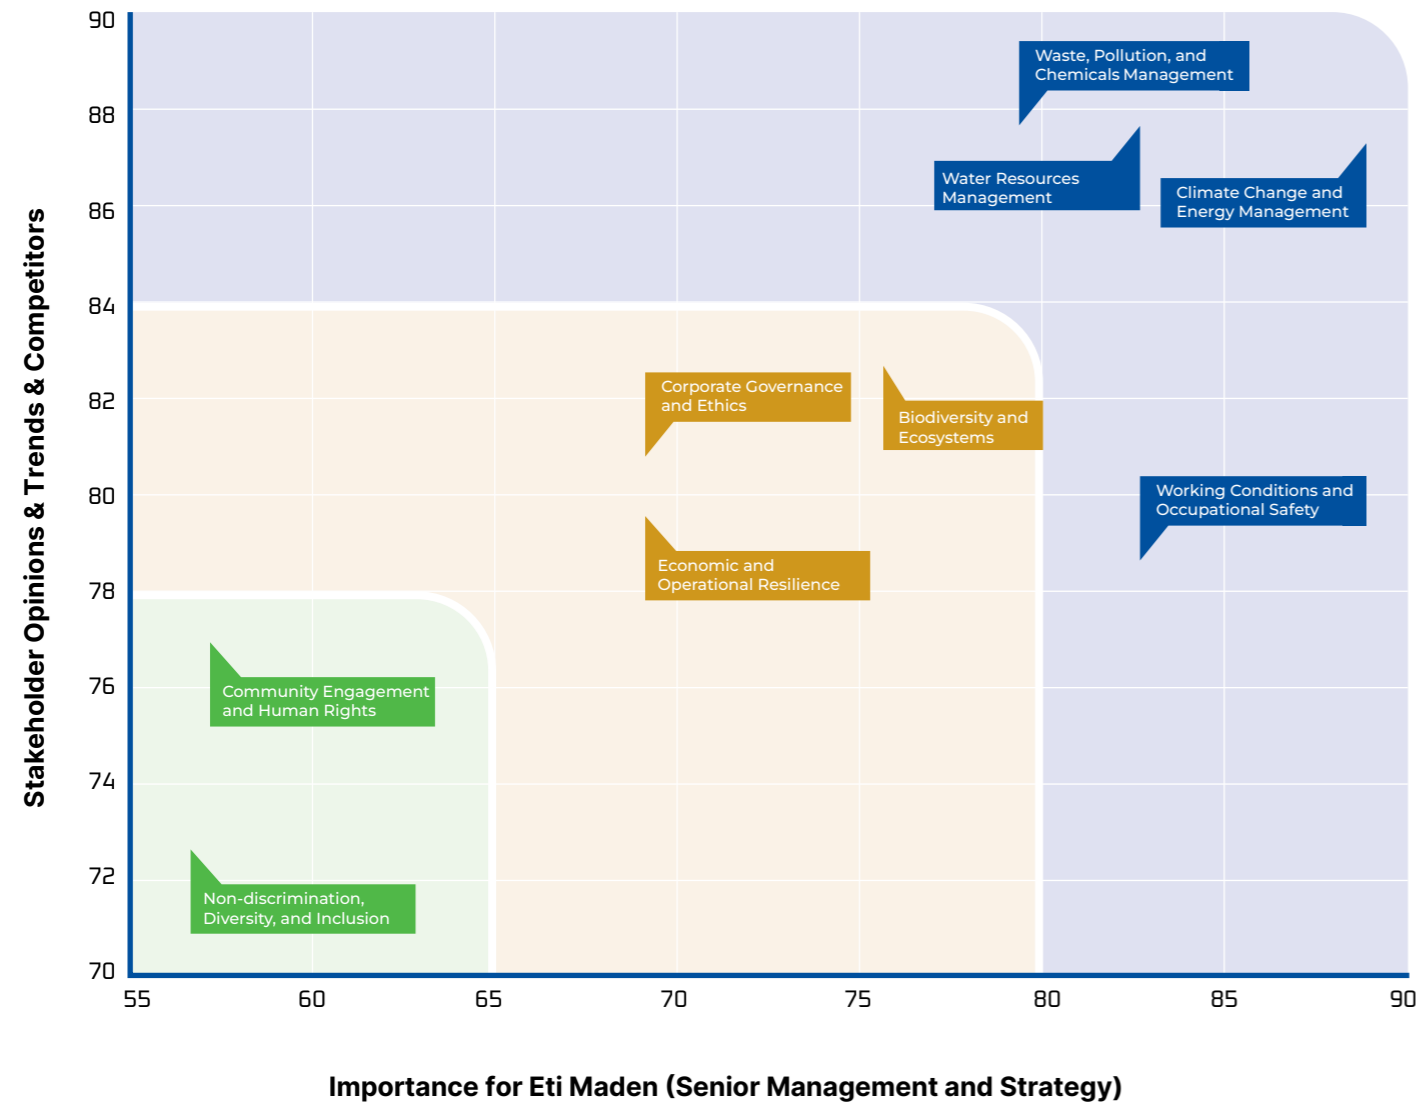 Stakeholder Opinions & Trends & Competitors
90
88
86
84
82
80
78
76
74
72
70
Waste, Pollution, and
Chemicals Management
Water Resources
Management
Climate Change and
Energy Management
Corporate Governance
and Ethics
Biodiversity and
Ecosystems
Working Conditions and
Occupational Safety
Economic and
Operational Resilience
Community Engagement
and Human Rights
Non-discrimination,
Diversity, and Inclusion
55
60
65
70
75
80
85
90
Importance for Eti Maden (Senior Management and Strategy)